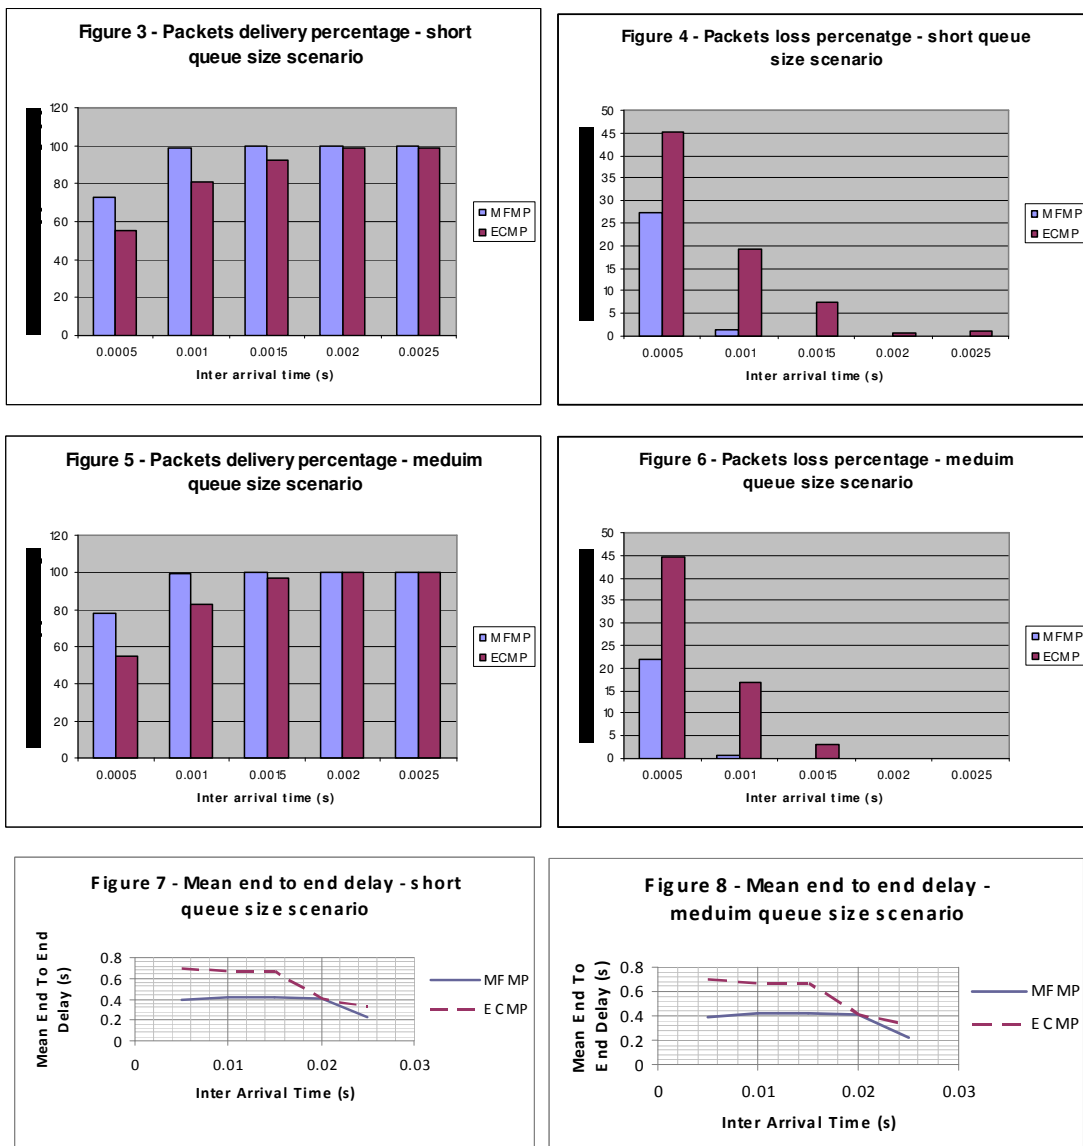 Figure 3 - Packets delivery percentage - short
queue size scenario
120
100
80
60
40
20
0
0.0005 0.001 0.0015 0.002 0.0025
Inter arrival time (s)
MFMP
ECMP
Figure 4 - Packets loss percenatge - short queue
size scenario
50
45
40
35
30
25
20
15
10
5
0
0.0005 0.001 0.0015 0.002 0.0025
Inter arrival time (s)
MFMP
ECMP
Figure 5 - Packets delivery percentage - meduim
queue size scenario
120
100
80
60
40
20
0
0.0005 0.001 0.0015 0.002 0.0025
Inter arrival time (s)
MFMP
ECMP
Figure 6 - Packets loss percentage - meduim
queue size scenario
50
45
40
35
30
25
20
15
10
5
0
0.0005 0.001 0.0015 0.002 0.0025
Inter arrival time (s)
MFMP
ECMP
Figure 7 - Mean end to end delay - short
queue size scenario
Mean End To End
Delay (s)
0.8
0.6
0.4
0.2
0
0 0.01 0.02 0.03
Inter Arrival Time (s)
MFMP
ECMP
Figure 8 - Mean end to end delay -
meduim queue size scenario
Mean End To
End Delay (s)
0.8
0.6
0.4
0.2
0
0 0.01 0.02 0.03
Inter Arrival Time (s)
MFMP
ECMP